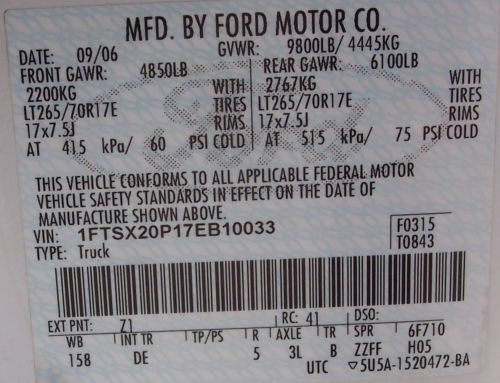 MFD. BY FORD MOTOR CO.
DATE: 09/06 GVWR: 9800LB/ 4445KG
FRONT GAWR: 4850LB REAR GAWR: 6100LB
2200KG WITH 2767KG WITH
LT265/70R17E TIRES LT265/70R17E TIRES
17x7.5J RIMS 17x7.5J RIMS
AT 415 kPa/ 60 PSI COLD AT 515 kPa/ 75 PSI COLD
THIS VEHICLE CONFORMS TO ALL APPLICABLE FEDERAL MOTOR
VEHICLE SAFETY STANDARDS IN EFFECT ON THE DATE OF
MANUFACTURE SHOWN ABOVE.
VIN: 1FTSX20P17EB10033 F0315
TYPE: Truck T0843
EXT PNT: Z1 RC: 41 DSO:
WB INT TR TP/PS R AXLE TR SPR 6F710
158 DE 5 3L B ZZFF H05
UTC ▽5U5A-1520472-BA